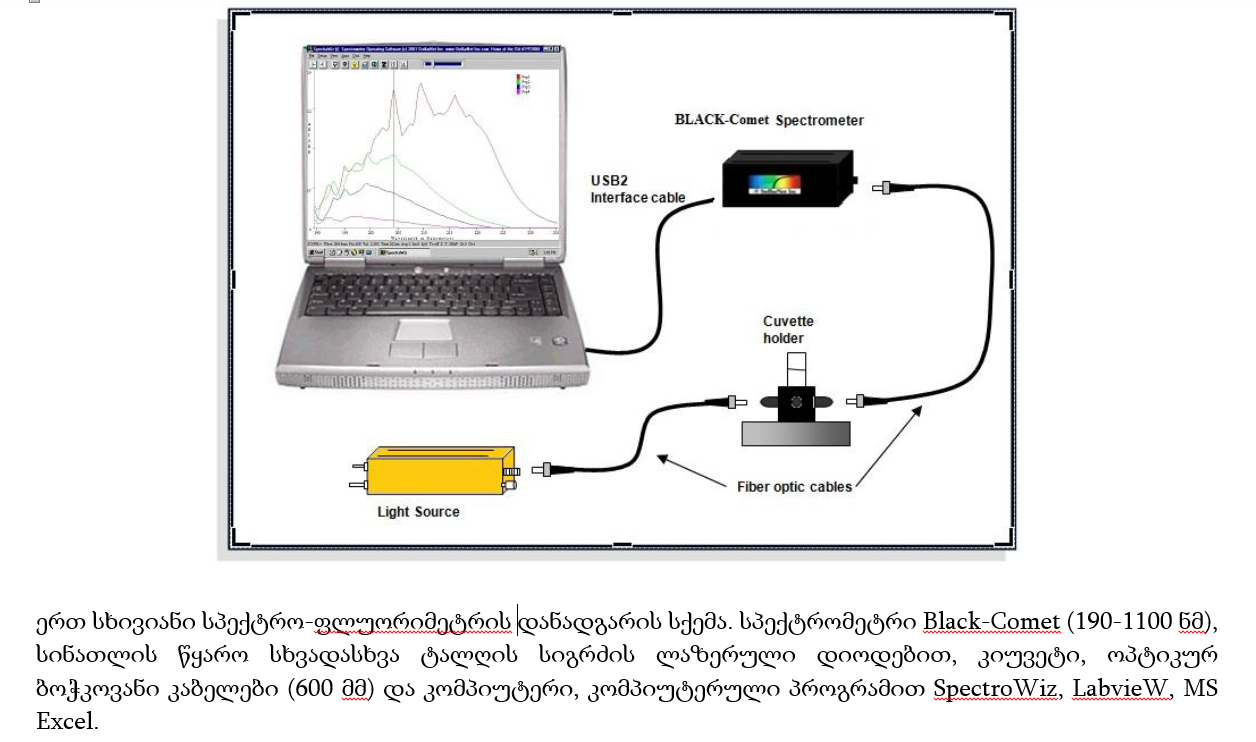 BLACK-Comet Spectrometer
USB2
Interface cable
Cuvette
holder
Fiber optic cables
Light Source
ერთ სხივიანი სპექტრო-ფლუორიმეტრის დანადგარის სქემა. სპექტრომეტრი Black-Comet (190-1100 ნმ),
სინათლის წყარო სხვადასხვა ტალღის სიგრძის ლაზერული დიოდებით, კიუვეტი, ოპტიკურ
ბოჭკოვანი კაბელები (600 მმ) და კომპიუტერი, კომპიუტერული პროგრამით SpectroWiz, LabvieW, MS
Excel.